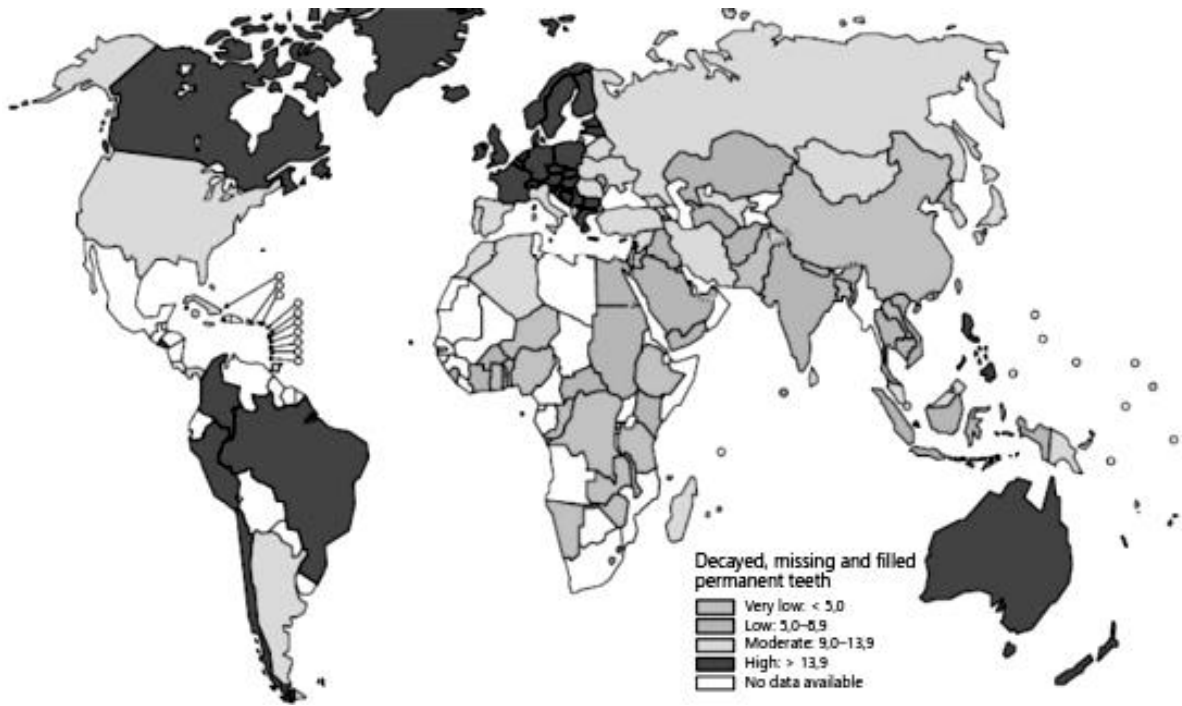 Decayed, missing and filled
permanent teeth
Very low: < 5,0
Low: 5,0–8,9
Moderate: 9,0–13,9
High: > 13,9
No data available